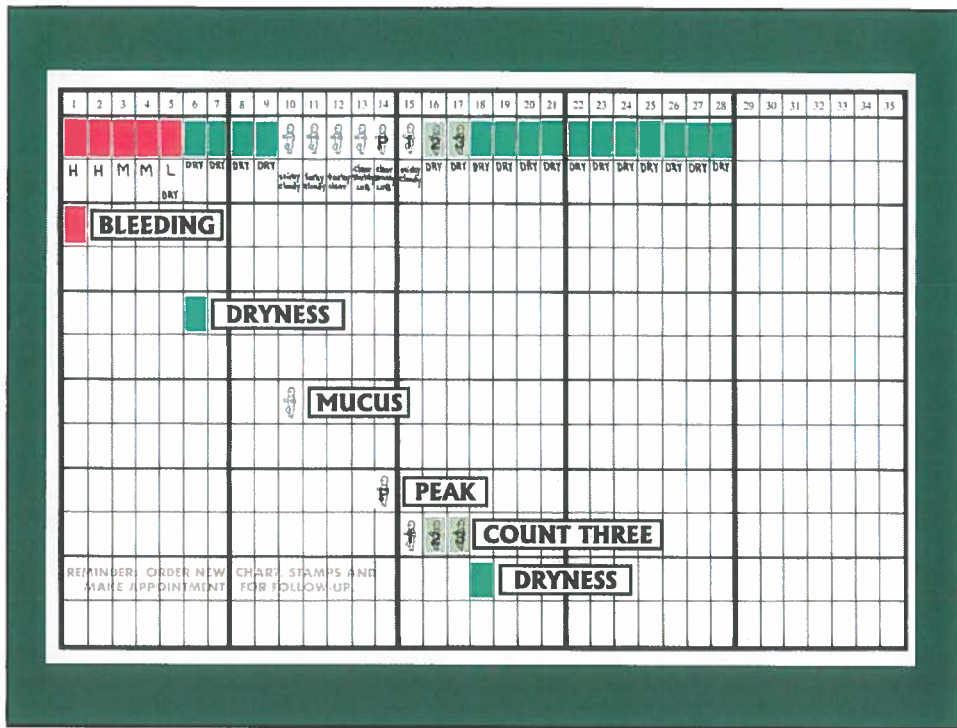 1 2 3 4 5 6 7 8 9 10 11 12 13 14 15 16 17 18 19 20 21 22 23 24 25 26 27 28 29 30 31 32 33 34 35
P 1 2 3
H H M M L DRY DRY DRY DRY DRY DRY DRY DRY DRY DRY DRY DRY DRY DRY DRY DRY DRY
DRY
BLEEDING
DRYNESS
MUCUS
P PEAK
1 2 3 COUNT THREE
REMINDER: ORDER NEW CHART, STAMPS AND
MAKE APPOINTMENT FOR FOLLOW-UP.
DRYNESS